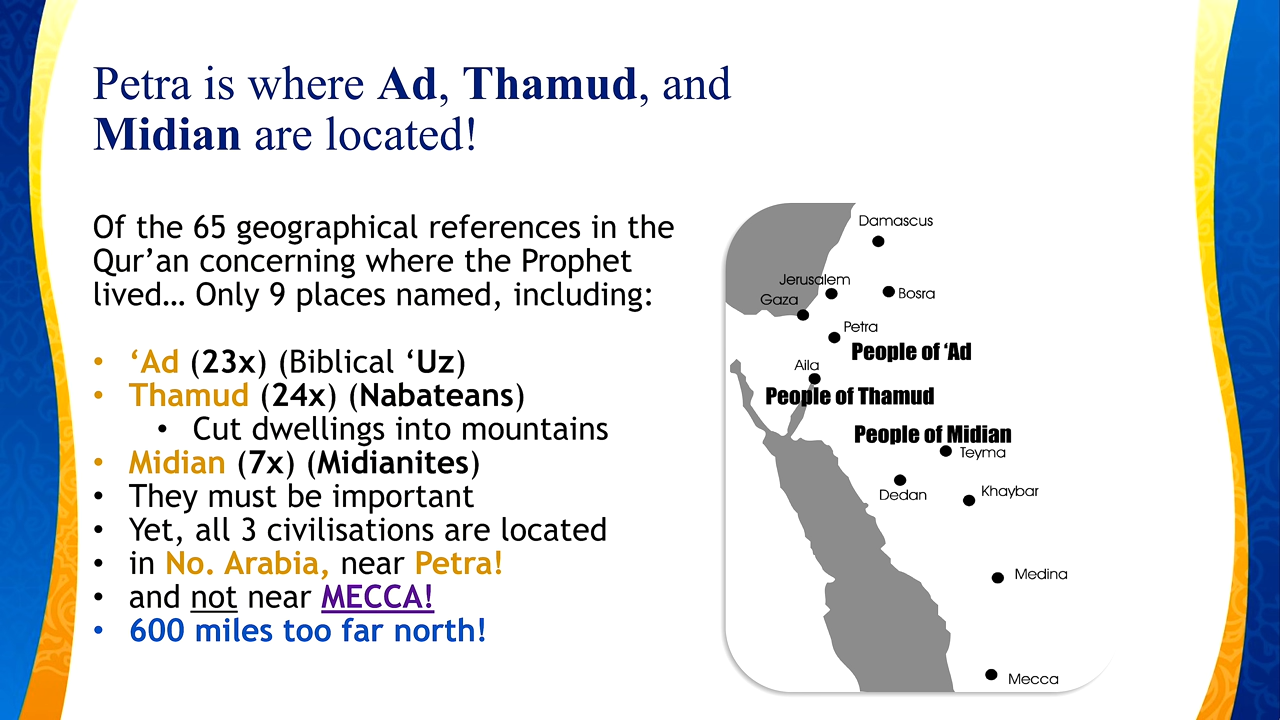 Petra is where Ad, Thamud, and
Midian are located!
Of the 65 geographical references in the
Qur’an concerning where the Prophet
lived… Only 9 places named, including:
• ‘Ad (23x) (Biblical ‘Uz)
• Thamud (24x) (Nabateans)
• Cut dwellings into mountains
• Midian (7x) (Midianites)
• They must be important
• Yet, all 3 civilisations are located
• in No. Arabia, near Petra!
• and not near MECCA!
• 600 miles too far north!
Damascus
Jerusalem
Gaza
Bosra
Petra
People of ‘Ad
Aila
People of Thamud
People of Midian
Teyma
Dedan
Khaybar
Medina
Mecca